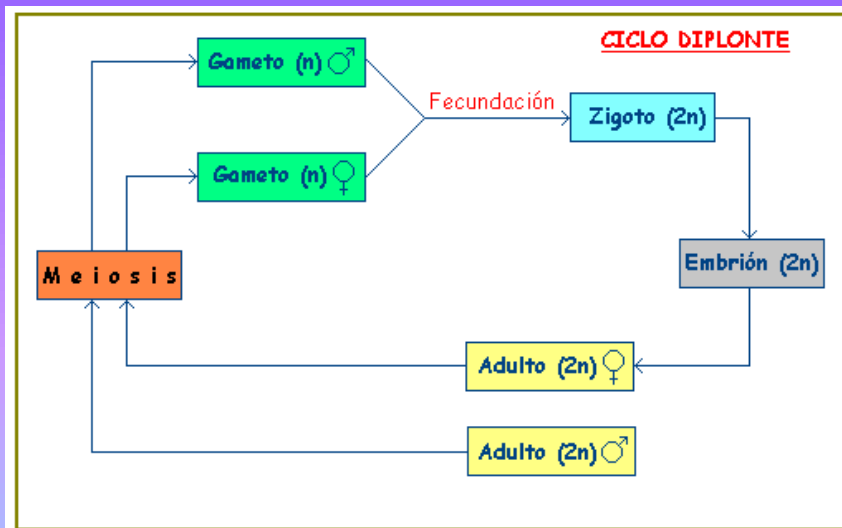 CICLO DIPLONTE
Gameto (n) ♂
Fecundación
Zigoto (2n)
Gameto (n) ♀
Meiosis
Embrión (2n)
Adulto (2n) ♀
Adulto (2n) ♂